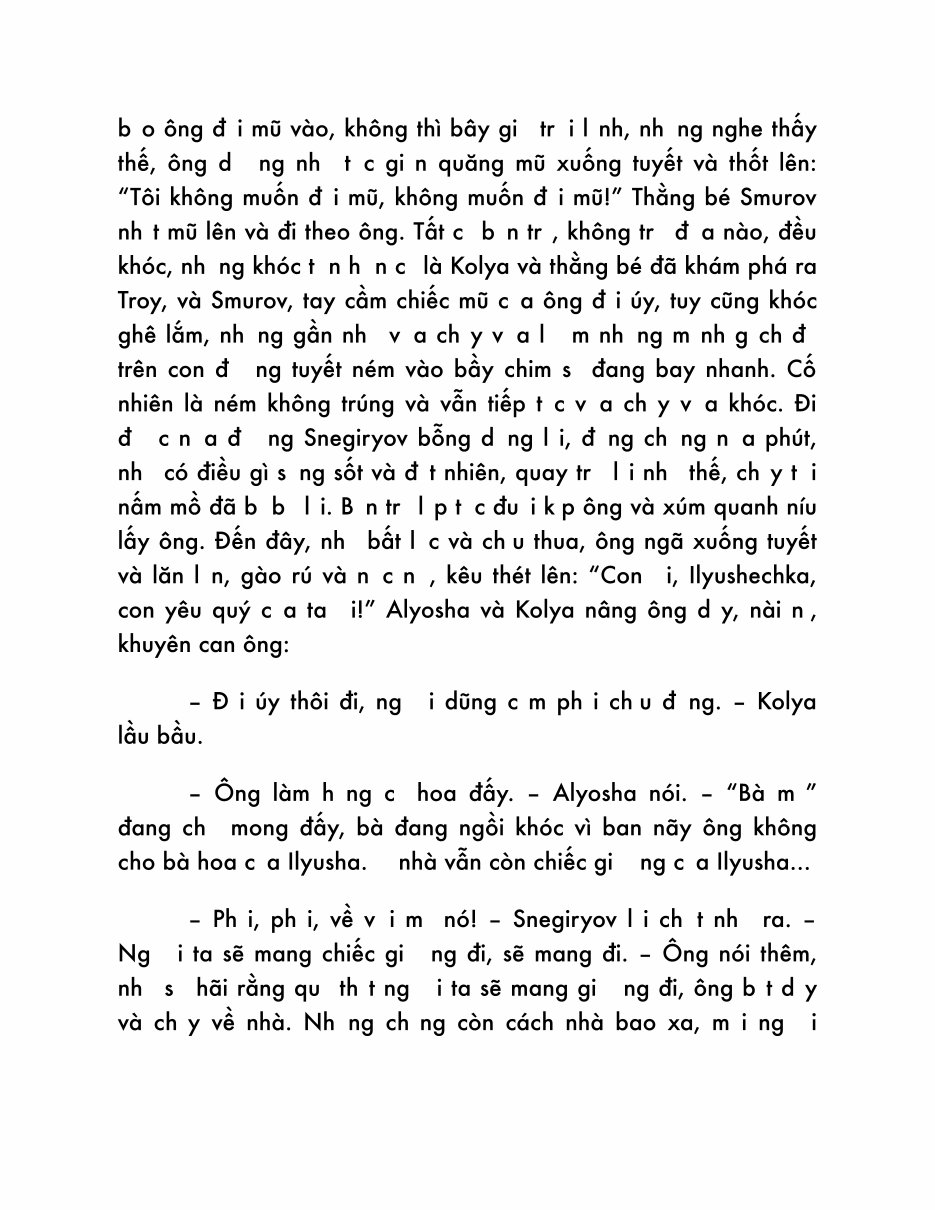 b o ông đ i mũ vào, không thì bây gi tr i l nh, nh ng nghe thấy
thế, ông d ng nh t c gi n quăng mũ xuống tuyết và thốt lên:
“Tôi không muốn đ i mũ, không muốn đ i mũ!” Thằng bé Smurov
nh t mũ lên và đi theo ông. Tất c b n tr , không tr đ a nào, đều
khóc, nh ng khóc t n h n c là Kolya và thằng bé đã khám phá ra
Troy, và Smurov, tay cầm chiếc mũ c a ông đ i úy, tuy cũng khóc
ghê lắm, nh ng gần nh v a ch y v a l m nh ng m nh g ch đ
trên con đ ng tuyết ném vào bầy chim s đang bay nhanh. Cố
nhiên là ném không trúng và vẫn tiếp t c v a ch y v a khóc. Đi
đ c n a đ ng Snegiryov bỗng d ng l i, đ ng ch ng n a phút,
nh có điều gì s ng sốt và đ t nhiên, quay tr l i nh thế, ch y t i
nấm mồ đã b b l i. B n tr l p t c đu i k p ông và xúm quanh níu
lấy ông. Đến đây, nh bất l c và ch u thua, ông ngã xuống tuyết
và lăn l n, gào rú và n c n , kêu thét lên: “Con i, Ilyushechka,
con yêu quý c a ta i!” Alyosha và Kolya nâng ông d y, nài n ,
khuyên can ông:
– Đ i úy thôi đi, ng i dũng c m ph i ch u đ ng. – Kolya
lầu bầu.
– Ông làm h ng c hoa đấy. – Alyosha nói. – “Bà m ”
đang ch mong đấy, bà đang ngồi khóc vì ban nãy ông không
cho bà hoa c a Ilyusha. nhà vẫn còn chiếc gi ng c a Ilyusha...
– Ph i, ph i, về v i m nó! – Snegiryov l i ch t nh ra. –
Ng i ta sẽ mang chiếc gi ng đi, sẽ mang đi. – Ông nói thêm,
nh s hãi rằng qu th t ng i ta sẽ mang gi ng đi, ông b t d y
và ch y về nhà. Nh ng ch ng còn cách nhà bao xa, m i ng i